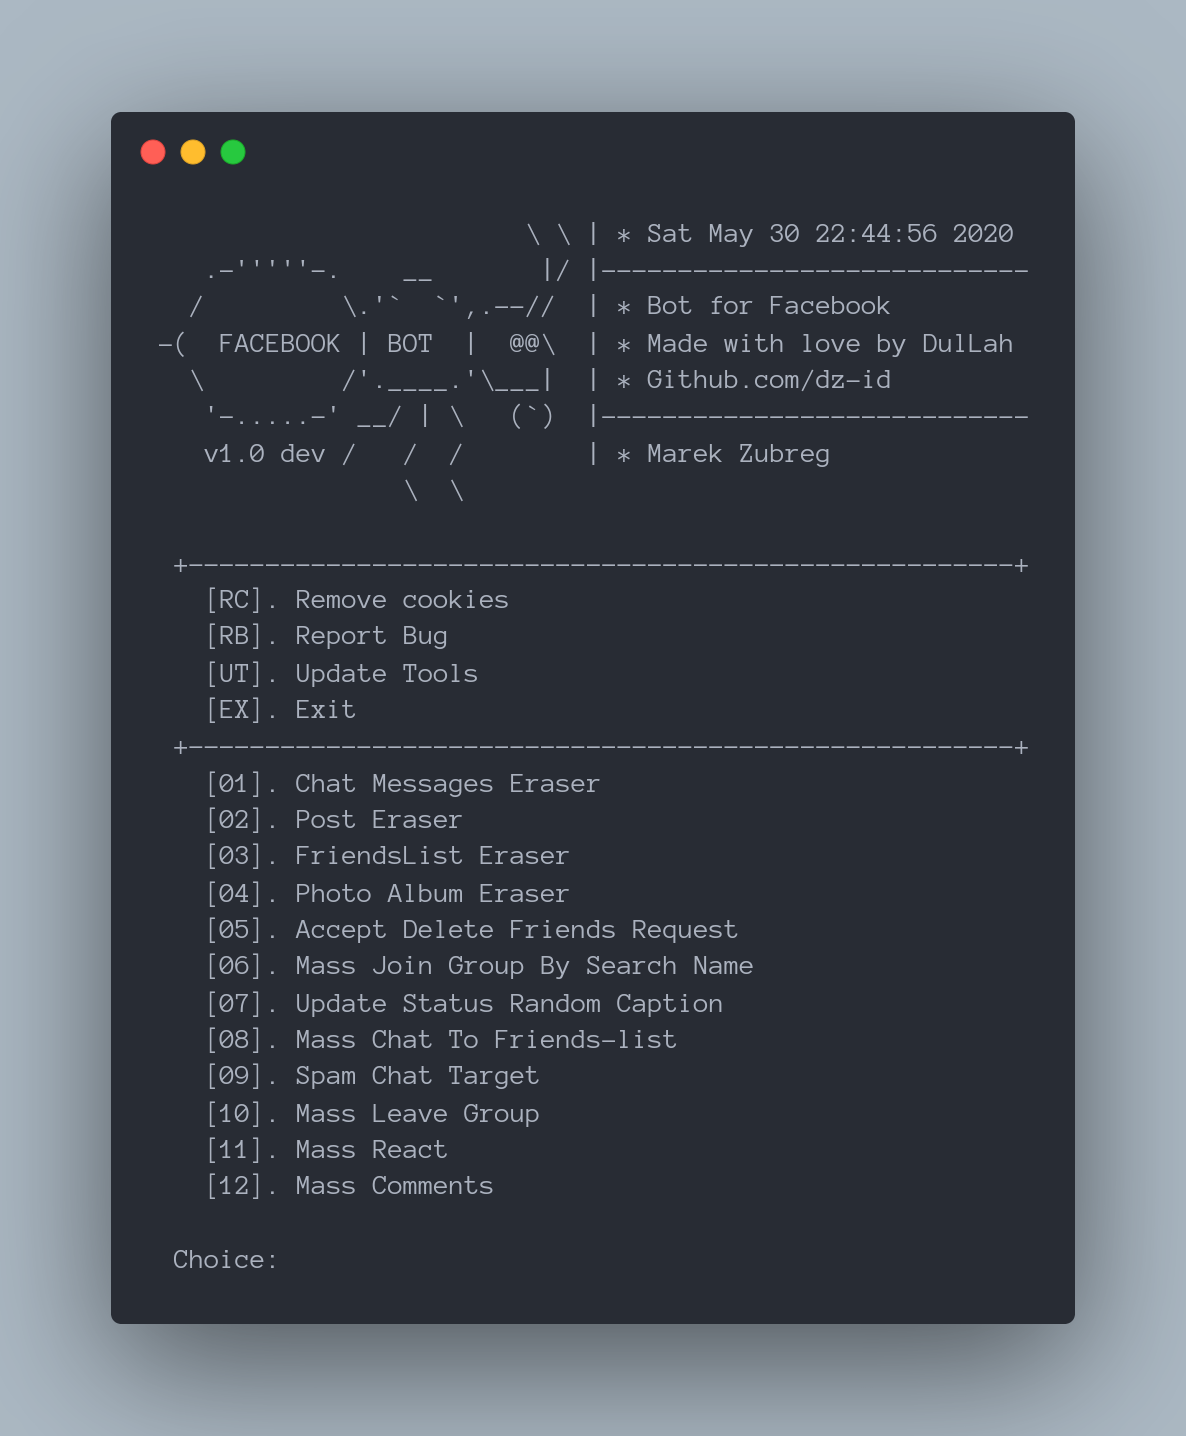 \ \ | * Sat May 30 22:44:56 2020
  .-'''''-.    __       |/ |----------------------------
 /         \.'`  `',.--//  | * Bot for Facebook
-(  FACEBOOK | BOT  |  @@\  | * Made with love by DulLah
 \         /'.____.'\___|  | * Github.com/dz-id
  '-.....-' __/ | \   (`)  |----------------------------
  v1.0 dev /   /  /        | * Marek Zubreg
               \  \
+------------------------------------------------------+
[RC]. Remove cookies
[RB]. Report Bug
[UT]. Update Tools
[EX]. Exit
+------------------------------------------------------+
[01]. Chat Messages Eraser
[02]. Post Eraser
[03]. FriendsList Eraser
[04]. Photo Album Eraser
[05]. Accept Delete Friends Request
[06]. Mass Join Group By Search Name
[07]. Update Status Random Caption
[08]. Mass Chat To Friends-list
[09]. Spam Chat Target
[10]. Mass Leave Group
[11]. Mass React
[12]. Mass Comments
Choice: